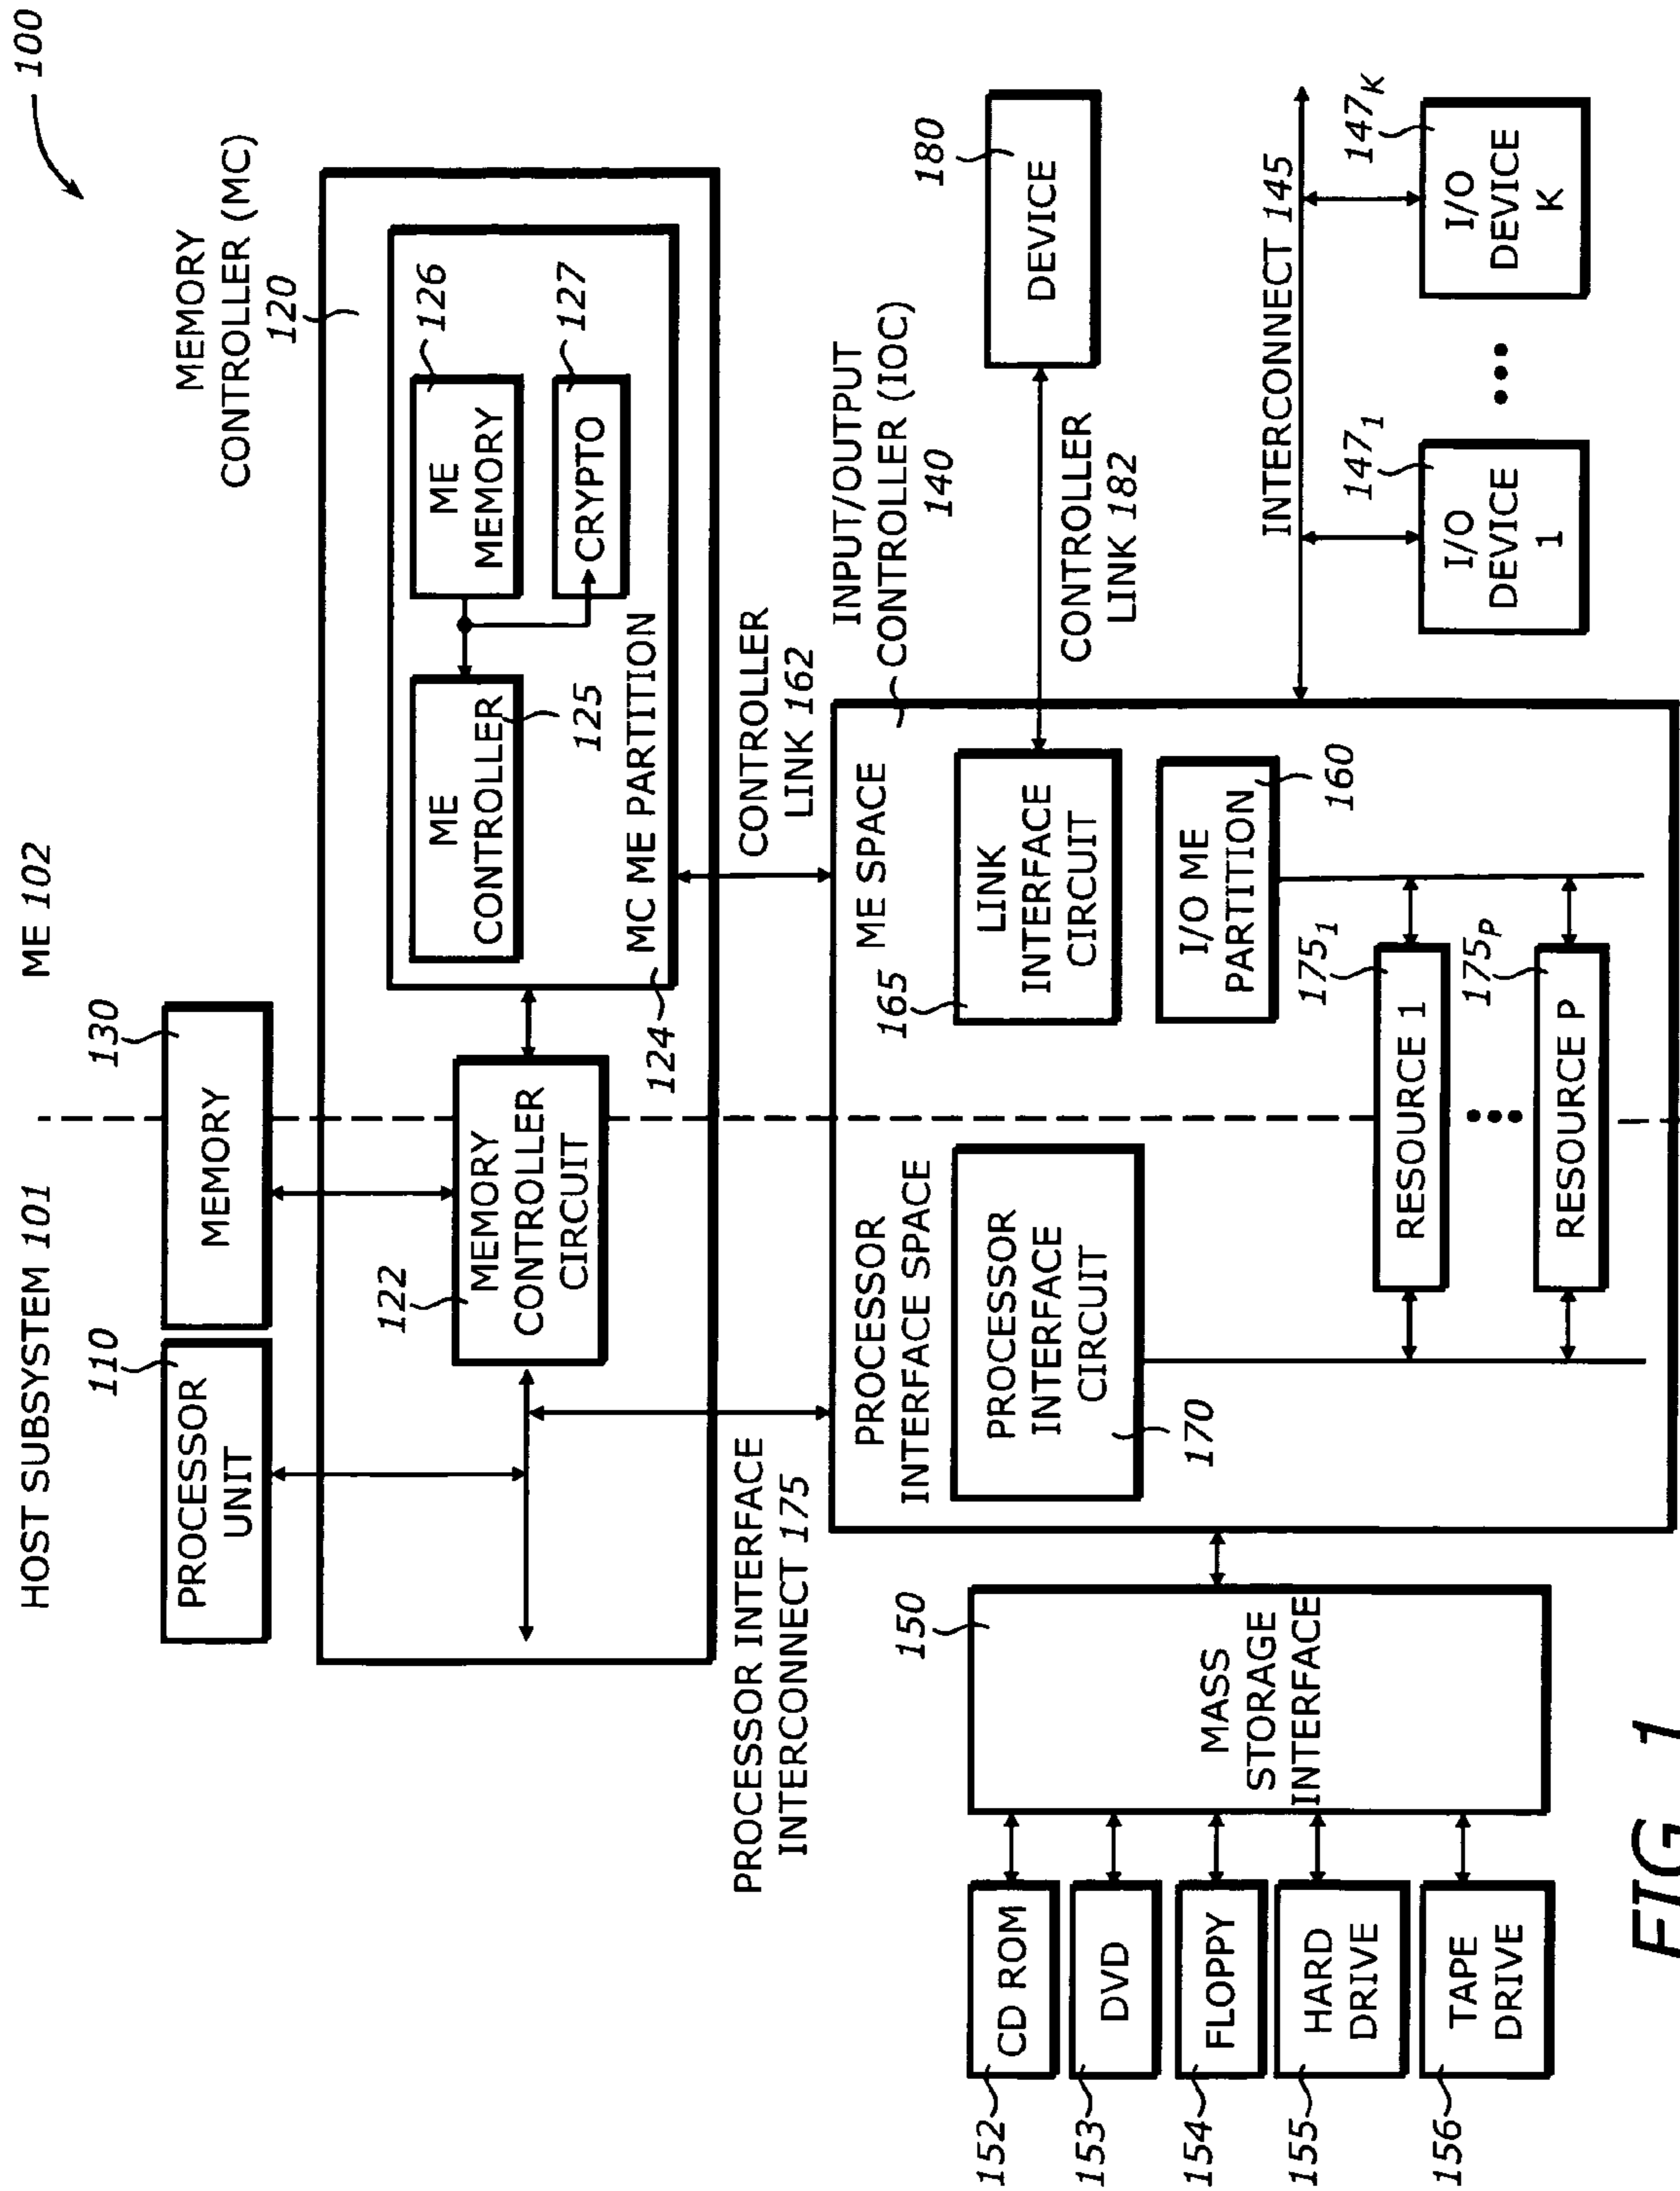 100
HOST SUBSYSTEM 101
ME 102
110
PROCESSOR
UNIT
130
MEMORY
MEMORY
CONTROLLER (MC)
120
122
MEMORY
CONTROLLER
CIRCUIT
124
MC ME PARTITION
ME
CONTROLLER
125
ME
MEMORY
126
CRYPTO
127
PROCESSOR INTERFACE
INTERCONNECT 175
CONTROLLER
LINK 162
INPUT/OUTPUT
CONTROLLER (IOC)
140
PROCESSOR
INTERFACE SPACE
ME SPACE
PROCESSOR
INTERFACE
CIRCUIT
170
165
LINK
INTERFACE
CIRCUIT
I/O ME
PARTITION
160
175₁
RESOURCE 1
175P
RESOURCE P
180
DEVICE
CONTROLLER
LINK 182
INTERCONNECT 145
147₁
I/O
DEVICE
1
147K
I/O
DEVICE
K
150
MASS
STORAGE
INTERFACE
152
CD ROM
153
DVD
154
FLOPPY
155
HARD
DRIVE
156
TAPE
DRIVE
FIG. 1